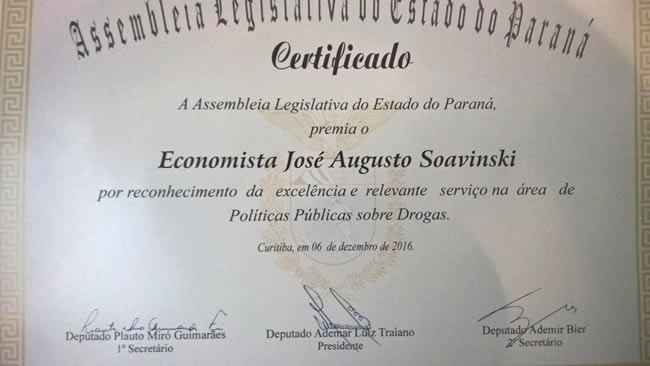 Assembleia Legislativa do Estado do Paraná
Certificado
A Assembleia Legislativa do Estado do Paraná,
premia o
Economista José Augusto Soavinski
por reconhecimento da excelência e relevante serviço na área de
Políticas Públicas sobre Drogas.
Curitiba, em 06 de dezembro de 2016.
Deputado Plauto Miró Guimarães
1º Secretário
Deputado Ademar Luiz Traiano
Presidente
Deputado Ademir Bier
2º Secretário